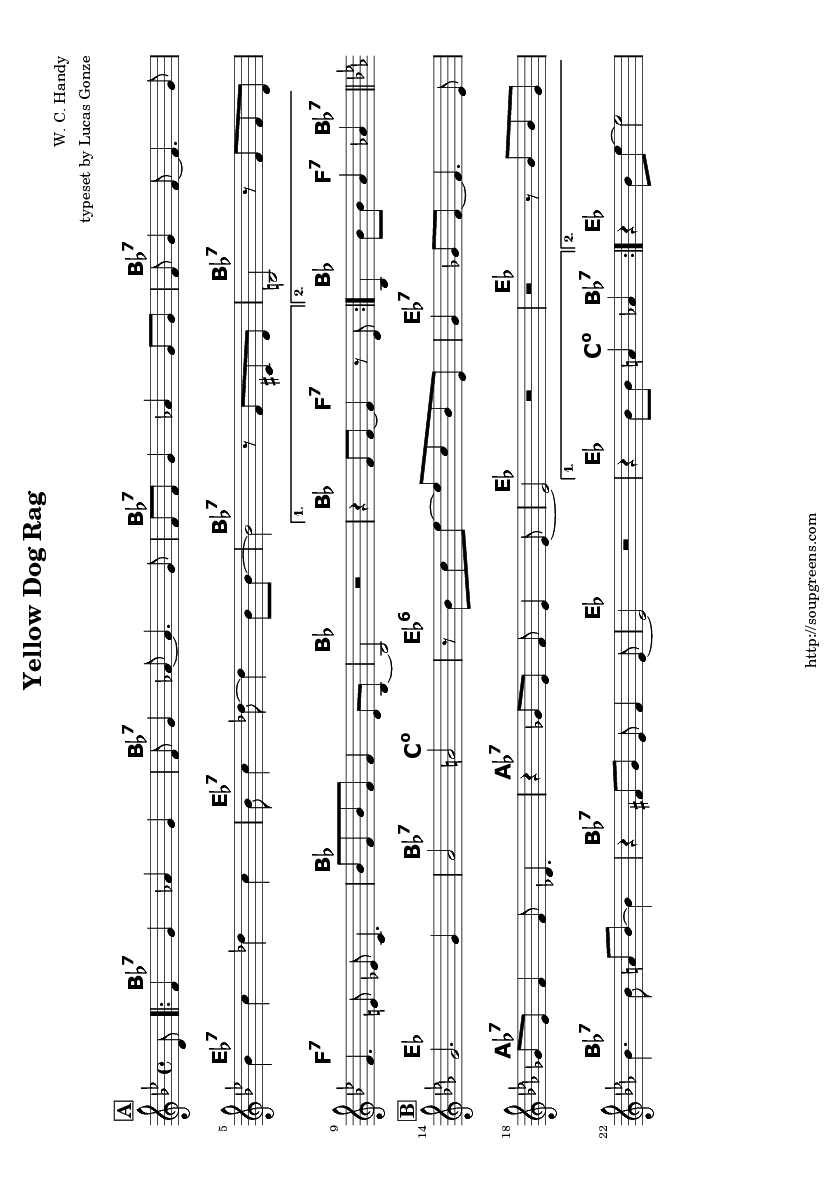 Yellow Dog Rag
W. C. Handy
typeset by Lucas Gonze
A
B♭7 B♭7 B♭7 B♭7
5
E♭7 E♭7 B♭7 B♭7
9
F7 B♭ B♭ B♭ F7 B♭ F7 B♭7
1. 2.
B
14
E♭ B♭7 C° E♭6 E♭7
18
A♭7 A♭7 E♭ E♭
22
B♭7 B♭7 E♭ E♭ C° B♭7 E♭
1. 2.
http://soupgreens.com